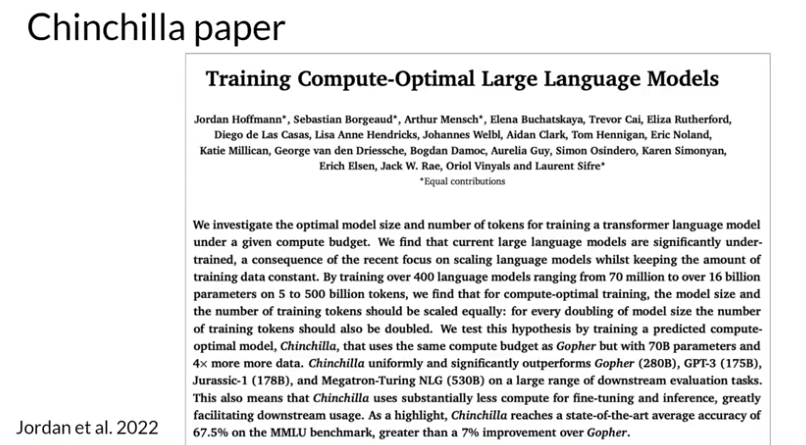 Chinchilla paper
Training Compute-Optimal Large Language Models
Jordan Hoffmann*, Sebastian Borgeaud*, Arthur Mensch*, Elena Buchatskaya, Trevor Cai, Eliza Rutherford,
Diego de Las Casas, Lisa Anne Hendricks, Johannes Welbl, Aidan Clark, Tom Hennigan, Eric Noland,
Katie Millican, George van den Driessche, Bogdan Damoc, Aurelia Guy, Simon Osindero, Karen Simonyan,
Erich Elsen, Jack W. Rae, Oriol Vinyals and Laurent Sifre*
*Equal contributions
We investigate the optimal model size and number of tokens for training a transformer language model
under a given compute budget. We find that current large language models are significantly under-
trained, a consequence of the recent focus on scaling language models whilst keeping the amount of
training data constant. By training over 400 language models ranging from 70 million to over 16 billion
parameters on 5 to 500 billion tokens, we find that for compute-optimal training, the model size and
the number of training tokens should be scaled equally: for every doubling of model size the number
of training tokens should also be doubled. We test this hypothesis by training a predicted compute-
optimal model, Chinchilla, that uses the same compute budget as Gopher but with 70B parameters and
4× more more data. Chinchilla uniformly and significantly outperforms Gopher (280B), GPT-3 (175B),
Jurassic-1 (178B), and Megatron-Turing NLG (530B) on a large range of downstream evaluation tasks.
This also means that Chinchilla uses substantially less compute for fine-tuning and inference, greatly
facilitating downstream usage. As a highlight, Chinchilla reaches a state-of-the-art average accuracy of
67.5% on the MMLU benchmark, greater than a 7% improvement over Gopher.
Jordan et al. 2022